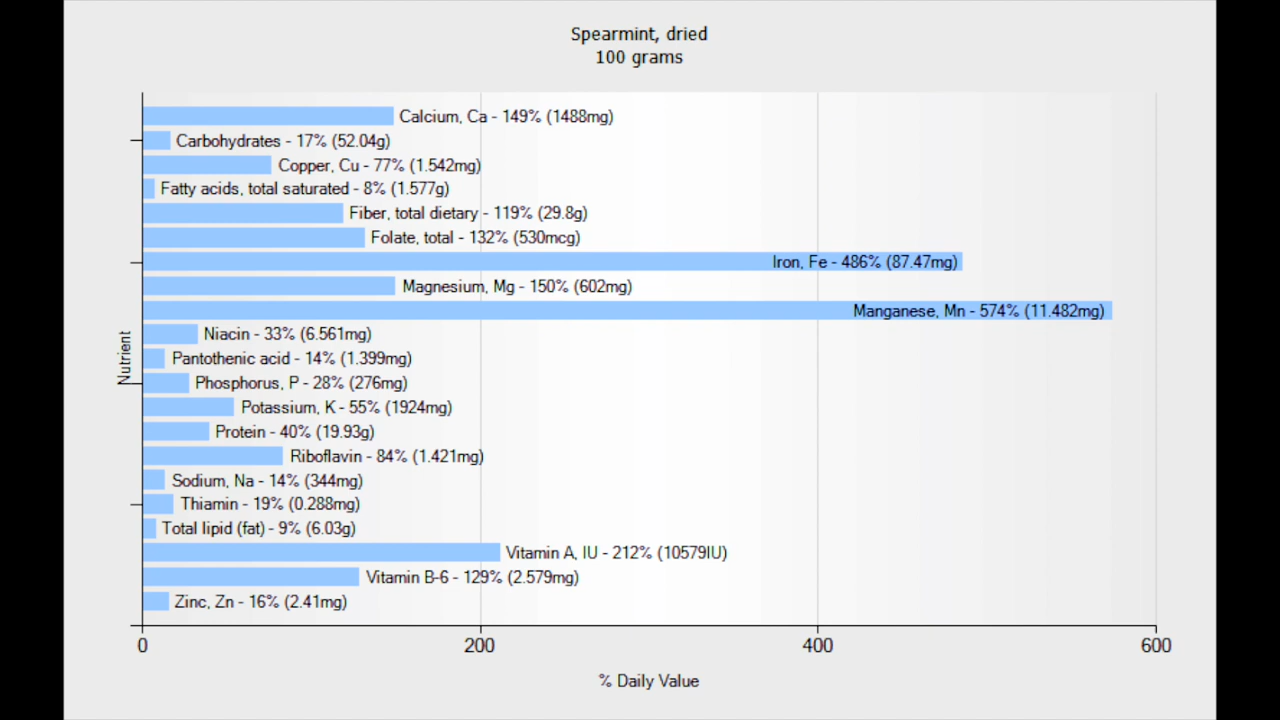 Spearmint, dried
100 grams
Calcium, Ca - 149% (1488mg)
Carbohydrates - 17% (52.04g)
Copper, Cu - 77% (1.542mg)
Fatty acids, total saturated - 8% (1.577g)
Fiber, total dietary - 119% (29.8g)
Folate, total - 132% (530mcg)
Iron, Fe - 486% (87.47mg)
Magnesium, Mg - 150% (602mg)
Manganese, Mn - 574% (11.482mg)
Niacin - 33% (6.561mg)
Pantothenic acid - 14% (1.399mg)
Phosphorus, P - 28% (276mg)
Potassium, K - 55% (1924mg)
Protein - 40% (19.93g)
Riboflavin - 84% (1.421mg)
Sodium, Na - 14% (344mg)
Thiamin - 19% (0.288mg)
Total lipid (fat) - 9% (6.03g)
Vitamin A, IU - 212% (10579IU)
Vitamin B-6 - 129% (2.579mg)
Zinc, Zn - 16% (2.41mg)
Nutrient
0 200 400 600
% Daily Value